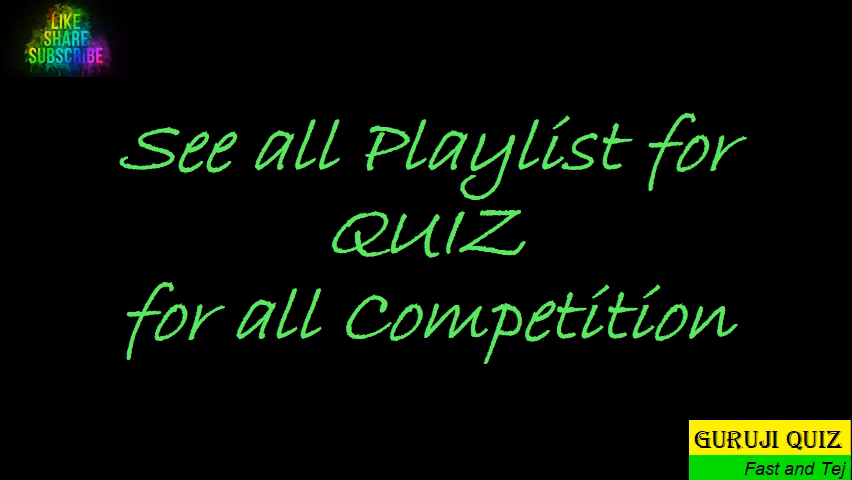 LIKE
SHARE
SUBSCRIBE
See all Playlist for
QUIZ
for all Competition
GURUJI QUIZ
Fast and Tej